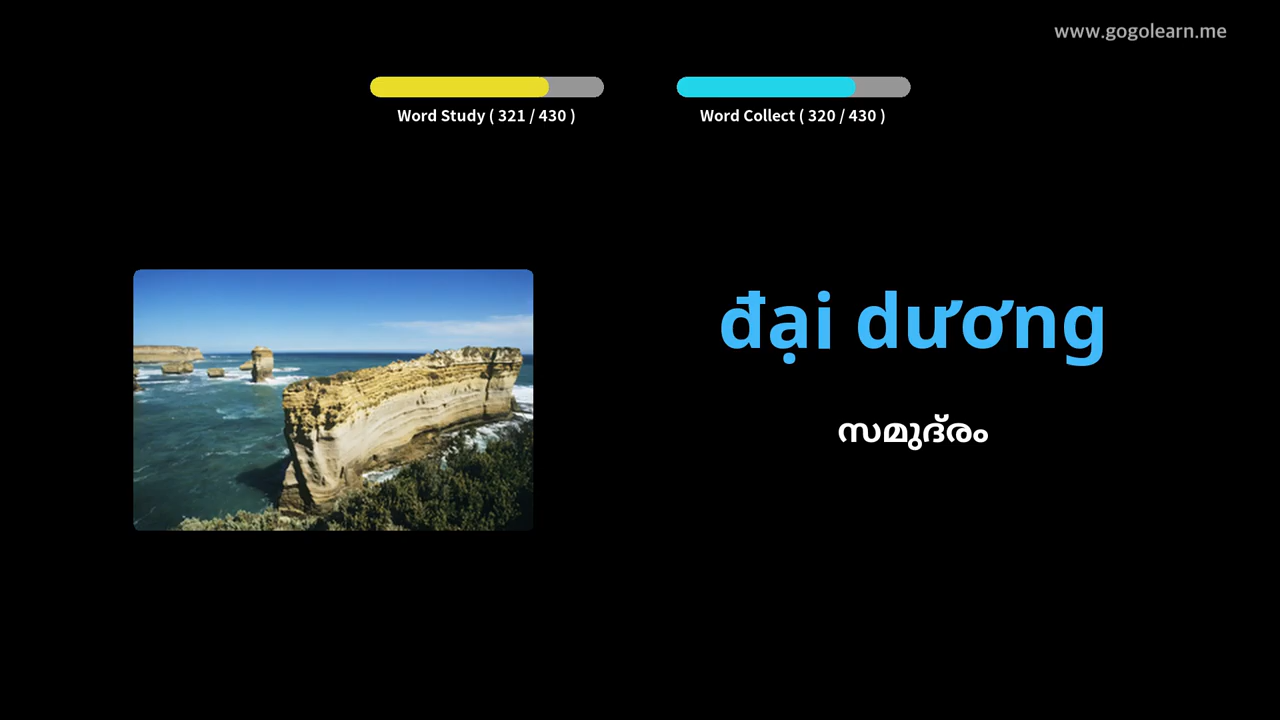 www.gogolearn.me
Word Study ( 321 / 430 )
Word Collect ( 320 / 430 )
đại dương
സമുദ്രം